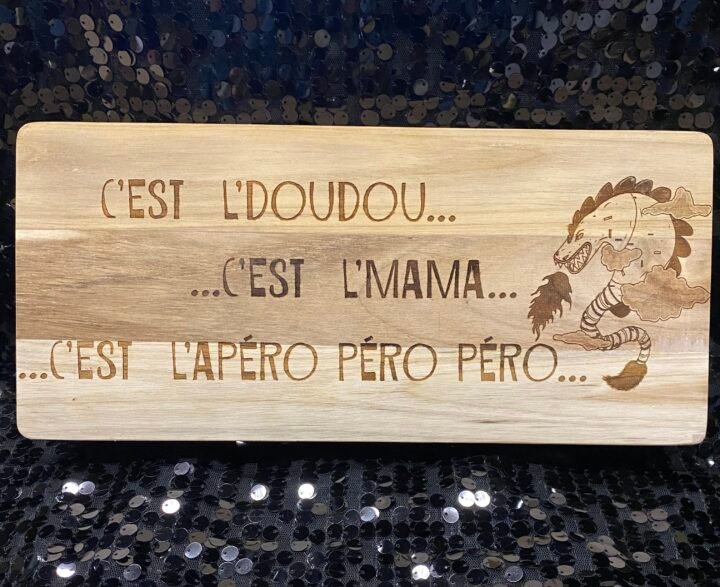 C'EST L'DOUDOU...
...C'EST L'MAMA...
...C'EST L'APÉRO PÉRO PÉRO...